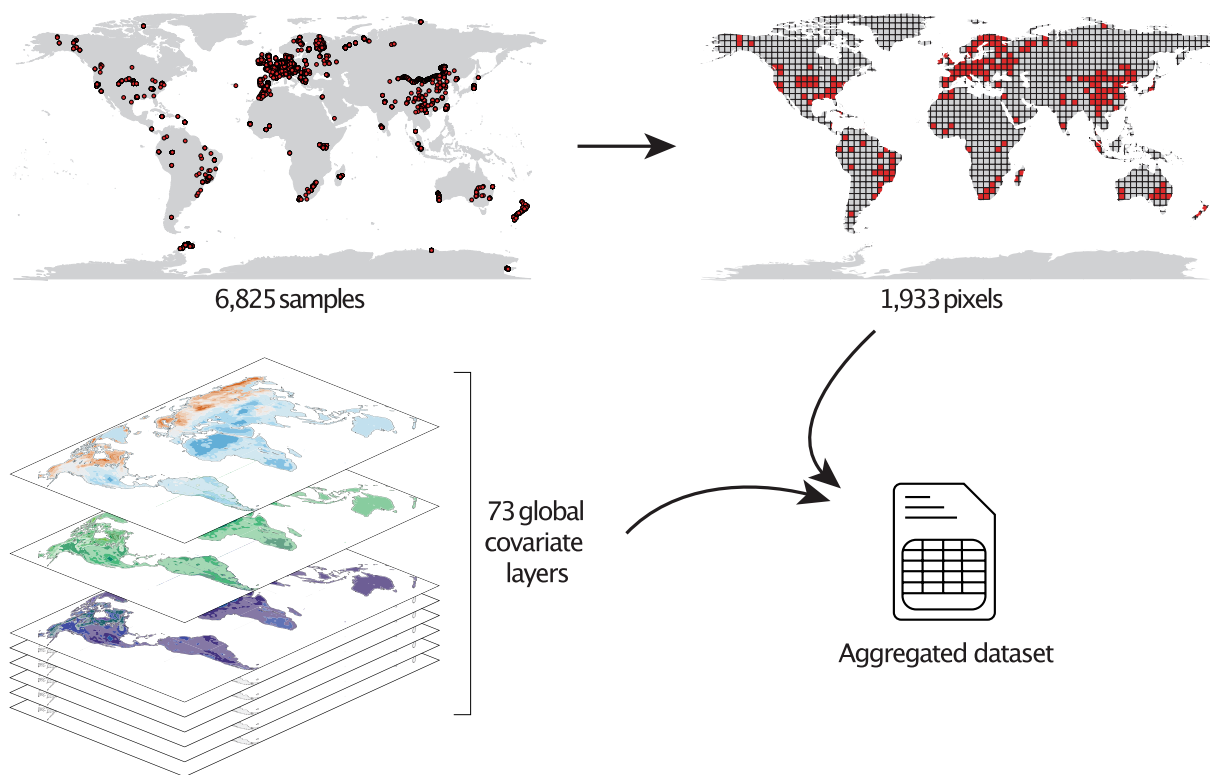 6,825 samples
1,933 pixels
73 global
covariate
layers
Aggregated dataset